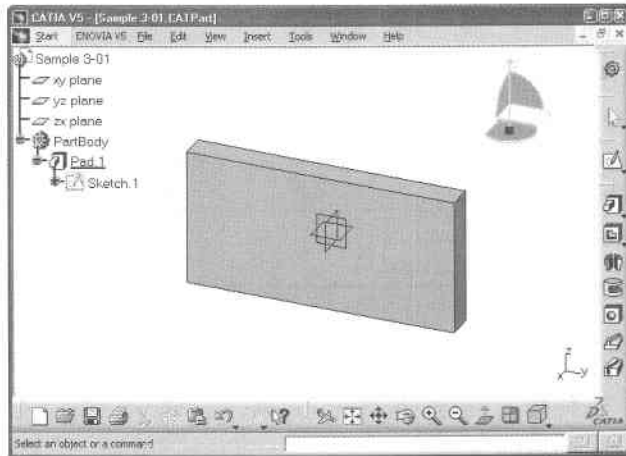 CATIA V5 - [Sample 3-01.CATPart]
Start ENOVIA V5 File Edit View Insert Tools Window Help
Sample 3-01
xy plane
yz plane
zx plane
PartBody
Pad.1
Sketch.1
z
x y
CATIA
Select an object or a command